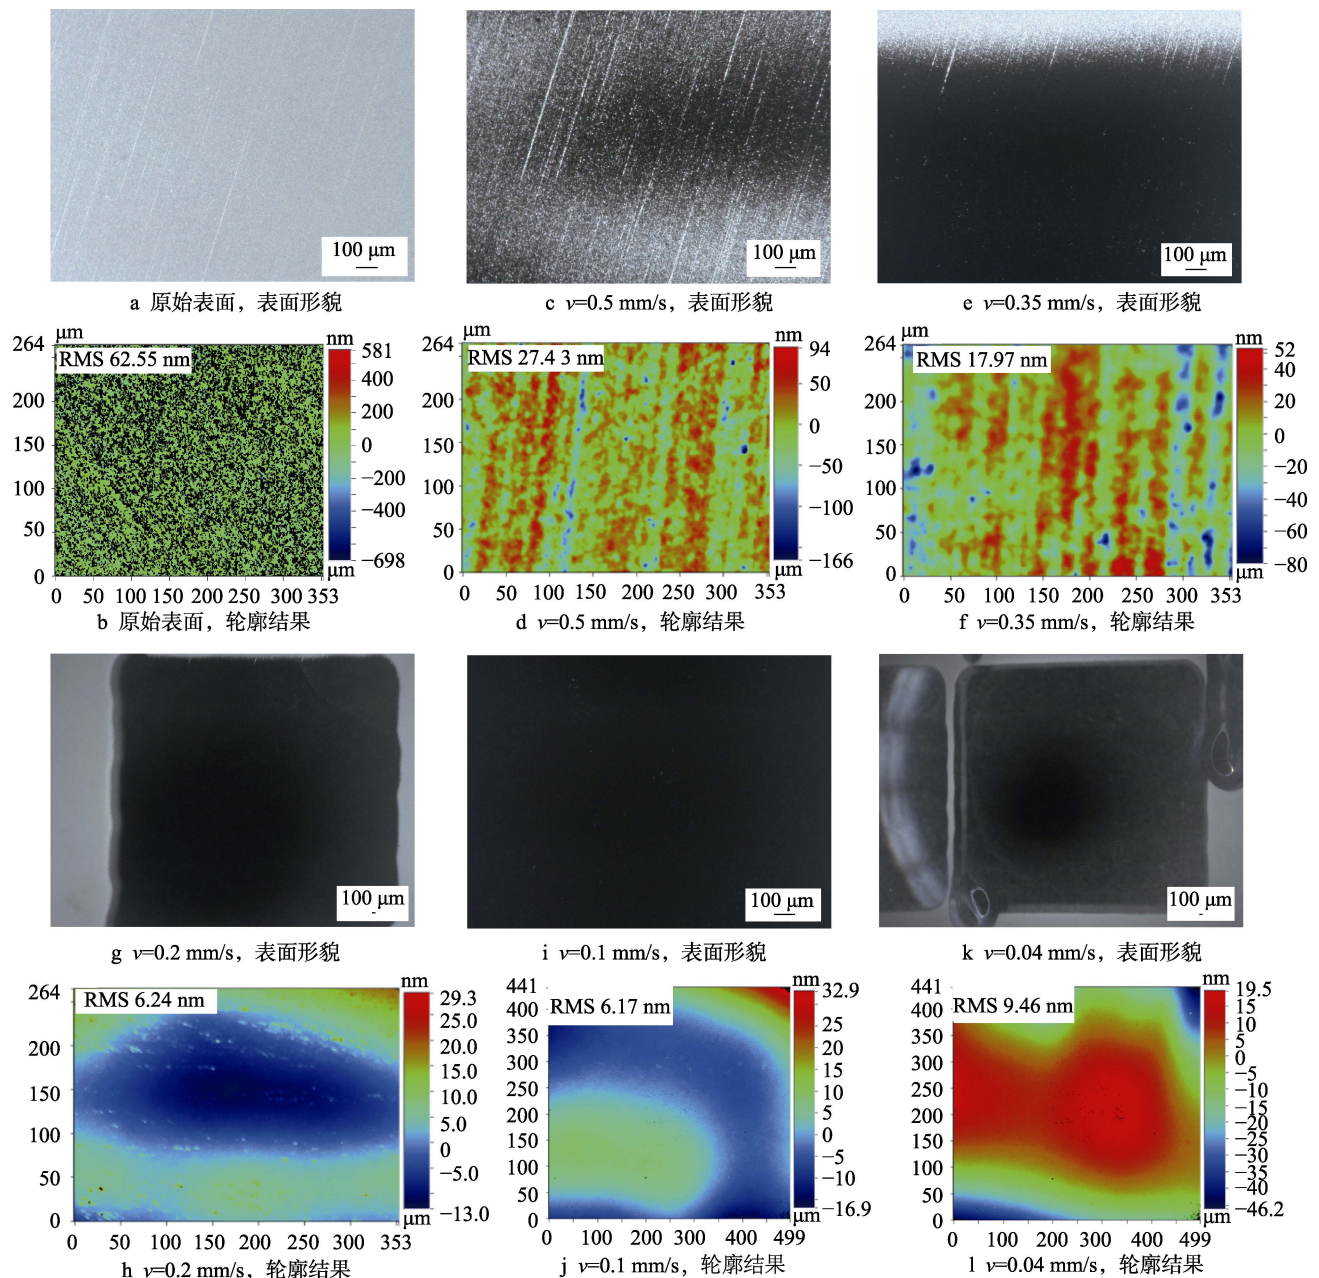 100 μm
100 μm
100 μm
a 原始表面，表面形貌
c v=0.5 mm/s，表面形貌
e v=0.35 mm/s，表面形貌
μm
264
200
150
100
50
0
RMS 62.55 nm
nm
581
400
200
0
−200
−400
−698
μm
0 50 100 150 200 250 300 353
b 原始表面，轮廓结果
μm
264
200
150
100
50
0
RMS 27.4 3 nm
nm
94
50
0
−50
−100
−166
μm
0 50 100 150 200 250 300 353
d v=0.5 mm/s，轮廓结果
μm
264
200
150
100
50
0
RMS 17.97 nm
nm
52
40
20
0
−20
−40
−60
−80
μm
0 50 100 150 200 250 300 353
f v=0.35 mm/s，轮廓结果
100 μm
100 μm
100 μm
g v=0.2 mm/s，表面形貌
i v=0.1 mm/s，表面形貌
k v=0.04 mm/s，表面形貌
264
200
150
100
50
0
RMS 6.24 nm
nm
29.3
25.0
20.0
15.0
10.0
5.0
0
−5.0
−13.0
μm
0 50 100 150 200 250 300 353
h v=0.2 mm/s，轮廓结果
441
400
350
300
250
200
150
100
50
0
RMS 6.17 nm
nm
32.9
25
20
15
10
5
0
−5
−10
−16.9
μm
0 100 200 300 400 499
j v=0.1 mm/s，轮廓结果
441
400
350
300
250
200
150
100
50
0
RMS 9.46 nm
nm
19.5
15
10
5
0
−5
−10
−15
−20
−25
−30
−35
−40
−46.2
μm
0 100 200 300 400 499
l v=0.04 mm/s，轮廓结果